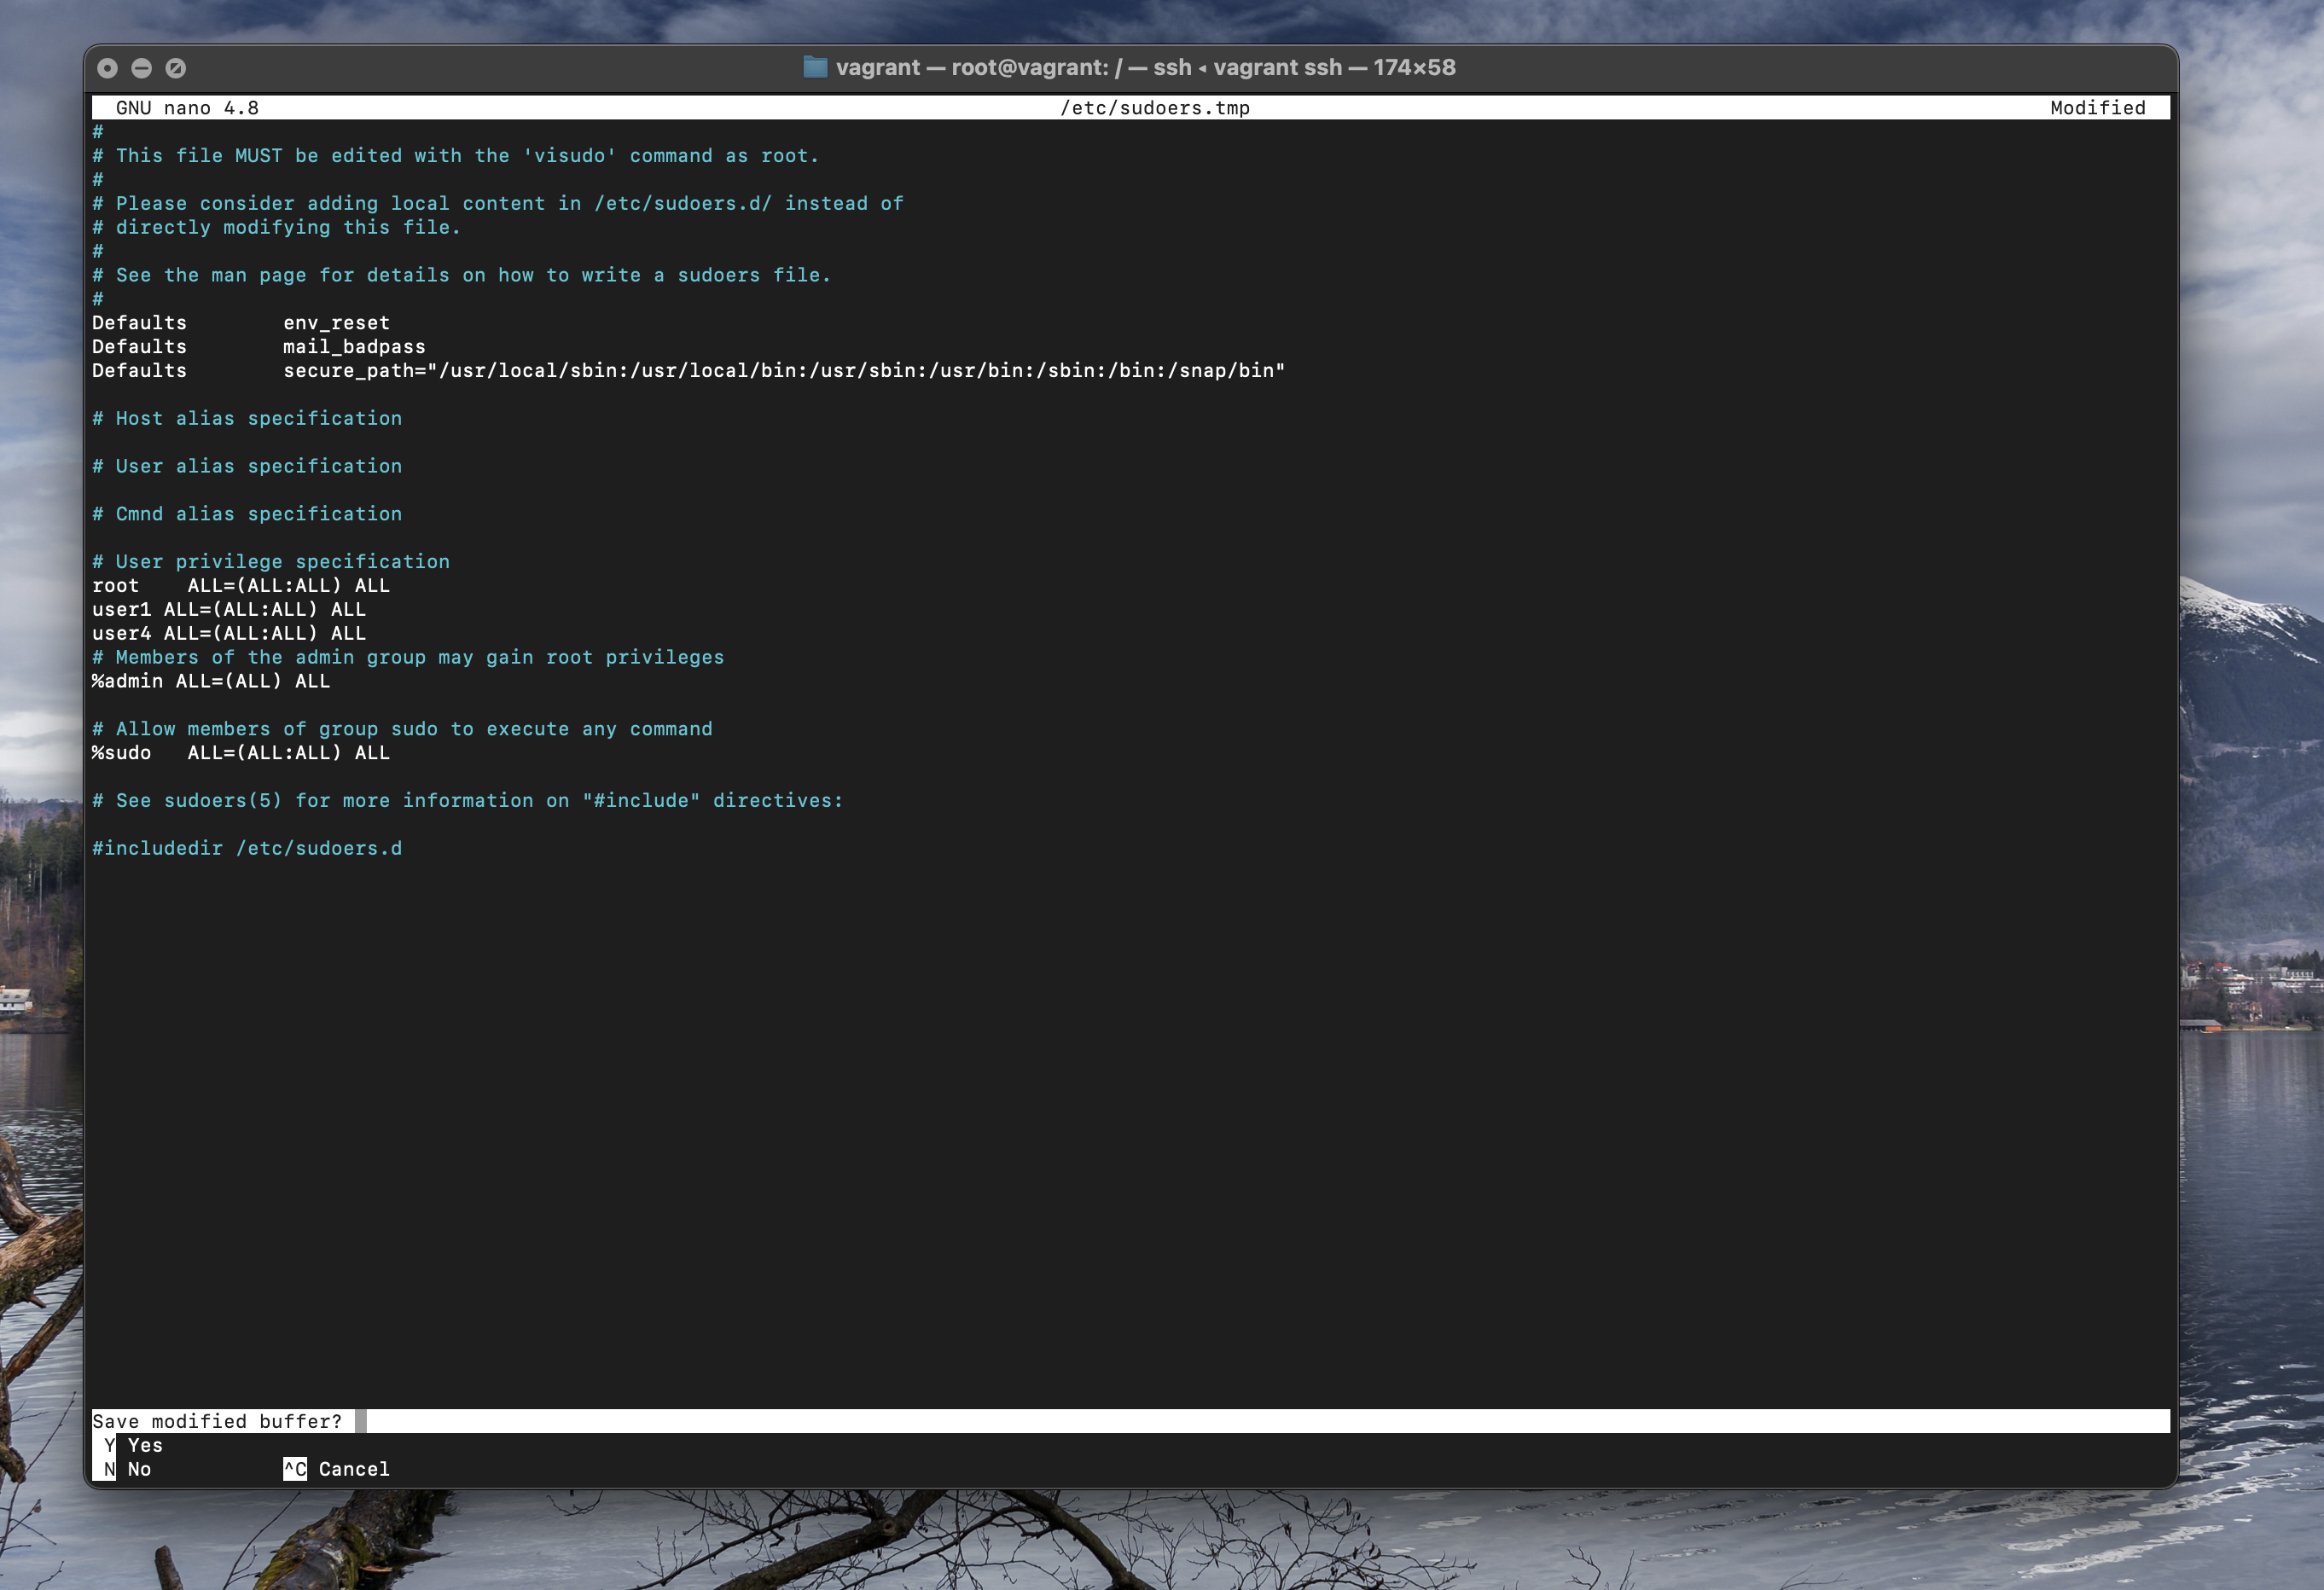 vagrant — root@vagrant: / — ssh ◂ vagrant ssh — 174×58
GNU nano 4.8 /etc/sudoers.tmp Modified
#
# This file MUST be edited with the 'visudo' command as root.
#
# Please consider adding local content in /etc/sudoers.d/ instead of
# directly modifying this file.
#
# See the man page for details on how to write a sudoers file.
#
Defaults        env_reset
Defaults        mail_badpass
Defaults        secure_path="/usr/local/sbin:/usr/local/bin:/usr/sbin:/usr/bin:/sbin:/bin:/snap/bin"
# Host alias specification
# User alias specification
# Cmnd alias specification
# User privilege specification
root    ALL=(ALL:ALL) ALL
user1 ALL=(ALL:ALL) ALL
user4 ALL=(ALL:ALL) ALL
# Members of the admin group may gain root privileges
%admin ALL=(ALL) ALL
# Allow members of group sudo to execute any command
%sudo   ALL=(ALL:ALL) ALL
# See sudoers(5) for more information on "#include" directives:
#includedir /etc/sudoers.d
Save modified buffer?
Y Yes
N No ^C Cancel